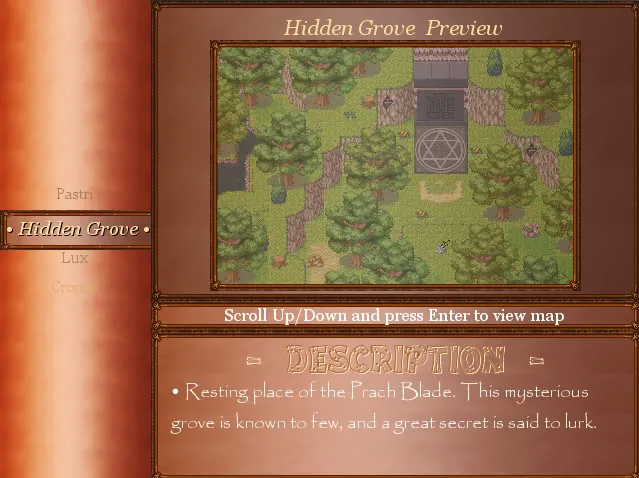 Hidden Grove Preview
Pastri
• Hidden Grove •
Lux
Scroll Up/Down and press Enter to view map
- DESCRIPTION -
• Resting place of the Prach Blade. This mysterious
grove is known to few, and a great secret is said to lurk.